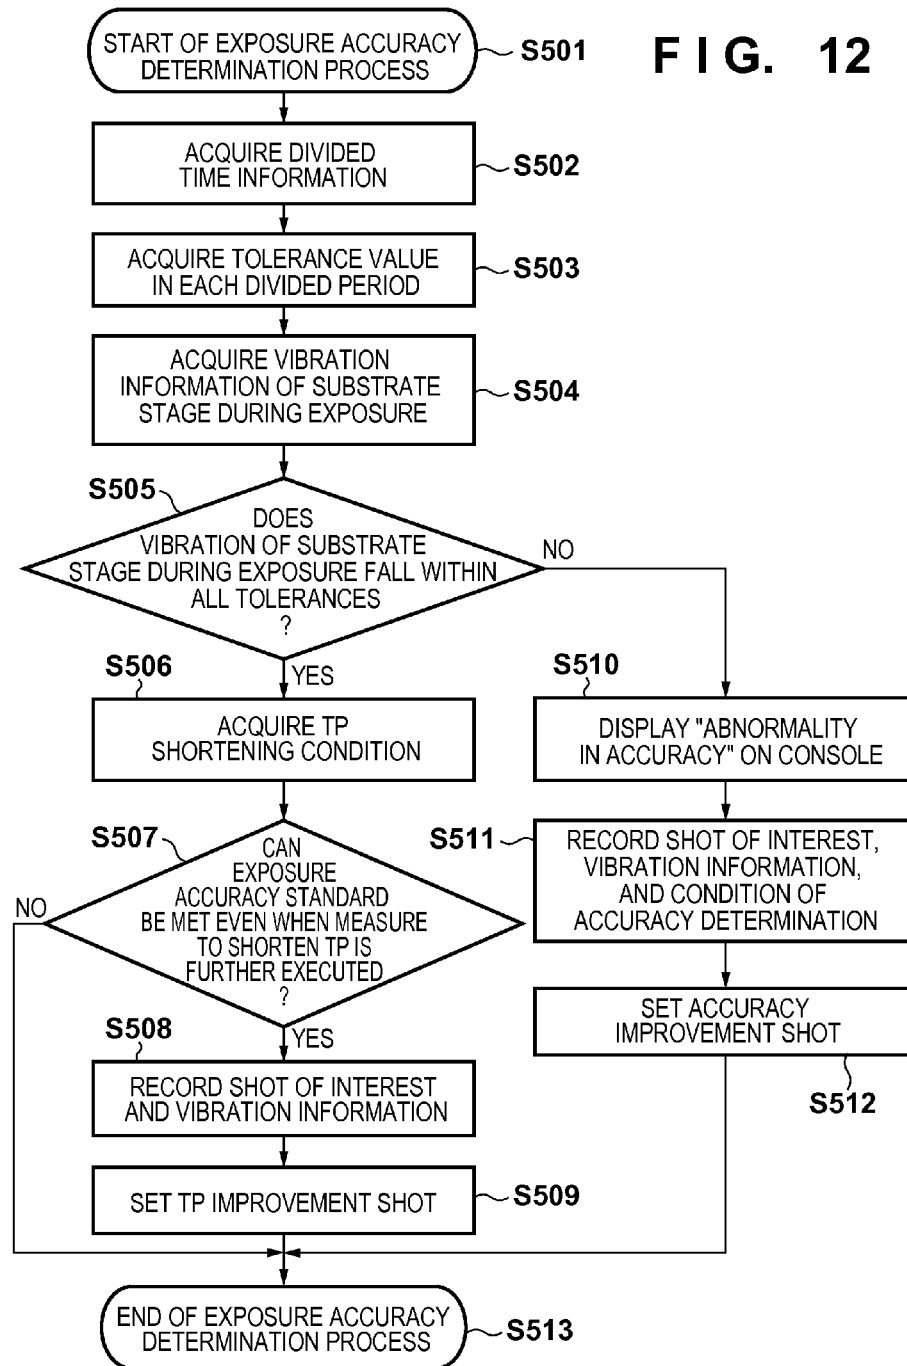 START OF EXPOSURE ACCURACY
DETERMINATION PROCESS
S501
FIG. 12
ACQUIRE DIVIDED
TIME INFORMATION
S502
ACQUIRE TOLERANCE VALUE
IN EACH DIVIDED PERIOD
S503
ACQUIRE VIBRATION
INFORMATION OF SUBSTRATE
STAGE DURING EXPOSURE
S504
S505
DOES
VIBRATION OF SUBSTRATE
STAGE DURING EXPOSURE FALL WITHIN
ALL TOLERANCES
?
NO
YES
S506
ACQUIRE TP
SHORTENING CONDITION
S510
DISPLAY "ABNORMALITY
IN ACCURACY" ON CONSOLE
S507
CAN
EXPOSURE
ACCURACY STANDARD
BE MET EVEN WHEN MEASURE
TO SHORTEN TP IS
FURTHER EXECUTED
?
NO
YES
S511
RECORD SHOT OF INTEREST,
VIBRATION INFORMATION,
AND CONDITION OF
ACCURACY DETERMINATION
S508
RECORD SHOT OF INTEREST
AND VIBRATION INFORMATION
SET ACCURACY
IMPROVEMENT SHOT
S512
SET TP IMPROVEMENT SHOT
S509
END OF EXPOSURE ACCURACY
DETERMINATION PROCESS
S513